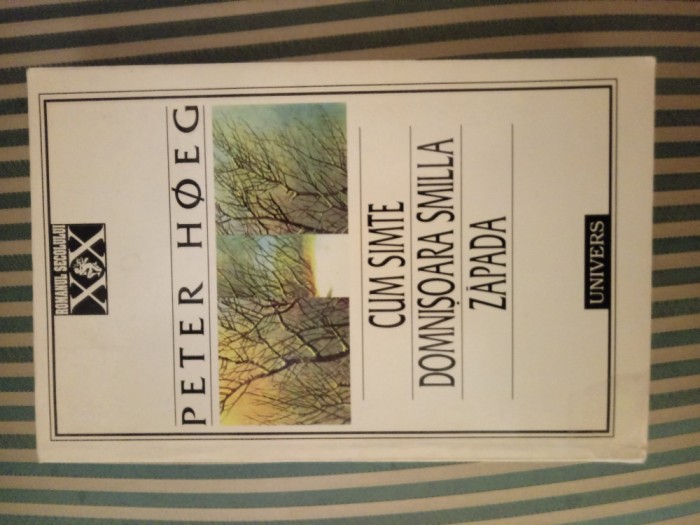 ROMANUL SECOLULUI
XX
PETER HØEG
CUM SIMTE
DOMNIȘOARA SMILLA
ZĂPADA
UNIVERS